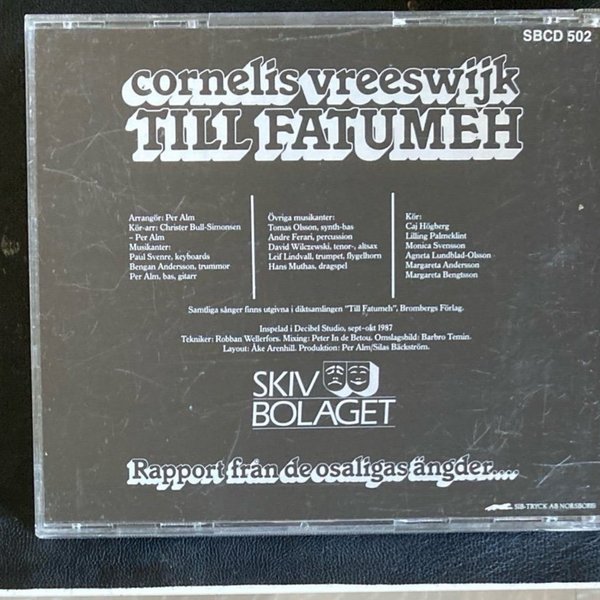 SBCD 502
cornelis vreeswijk
TILL FATUMEH
Arrangör: Per Alm
Kör-arr: Christer Bull-Simonsen
– Per Alm
Musikanter:
Paul Svenre, keyboards
Bengan Andersson, trummor
Per Alm, bas, gitarr
Övriga musikanter:
Tomas Olsson, synth-bas
Andre Ferari, percussion
David Wilczewski, tenor-, altsax
Leif Lindvall, trumpet, flygelhorn
Hans Muthas, dragspel
Kör:
Caj Högberg
Lilling Palmeklint
Monica Svensson
Agneta Lundblad-Olsson
Margareta Andersson
Margareta Bengtsson
Samtliga sånger finns utgivna i diktsamlingen "Till Fatumeh", Brombergs Förlag.
Inspelad i Decibel Studio, sept-okt 1987
Tekniker: Robban Wellerfors. Mixing: Peter In de Betou. Omslagsbild: Barbro Temin.
Layout: Åke Arenhill. Produktion: Per Alm/Silas Bäckström.
SKIV
BOLAGET
Rapport från de osaligas ängder....
SIB-TRYCK AB NORSBORG